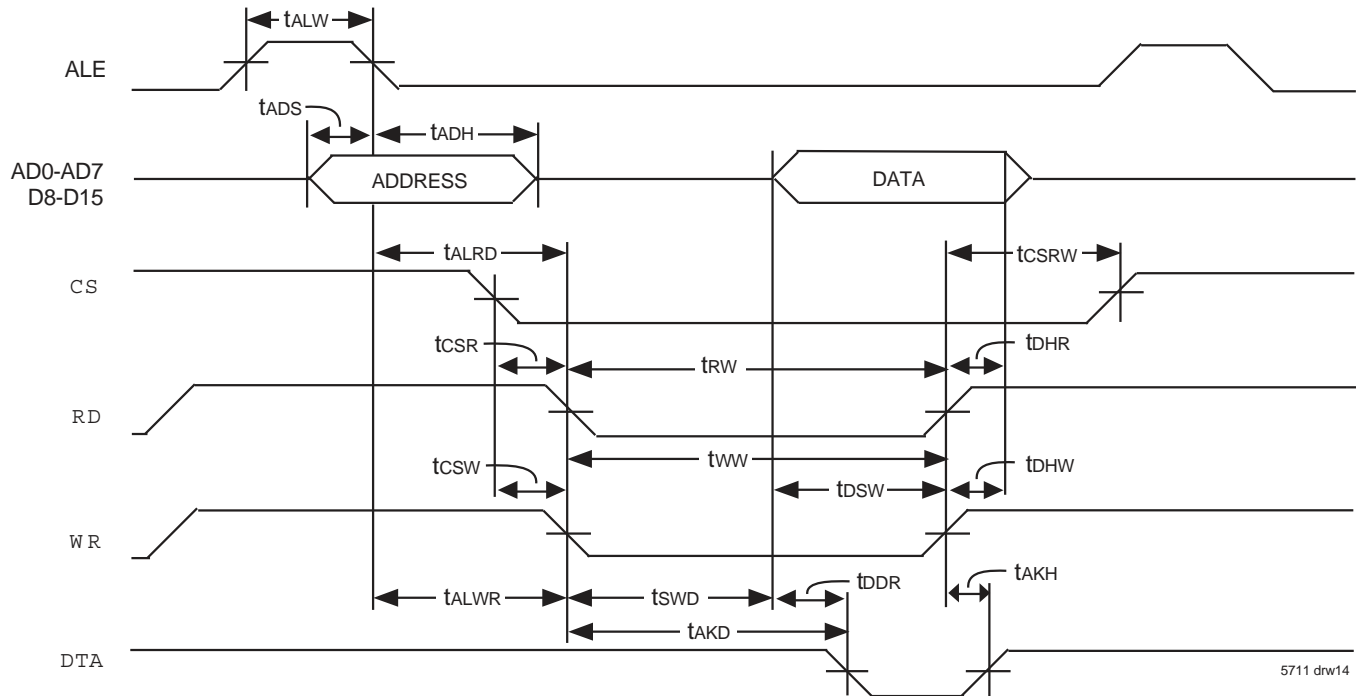 tALW
ALE
tADS
tADH
AD0-AD7
D8-D15
ADDRESS
DATA
tALRD
tCSRW
CS
tCSR
tRW
tDHR
RD
tCSW
tWW
tDHW
tDSW
WR
tDDR
tAKH
tALWR
tSWD
tAKD
DTA
5711 drw14